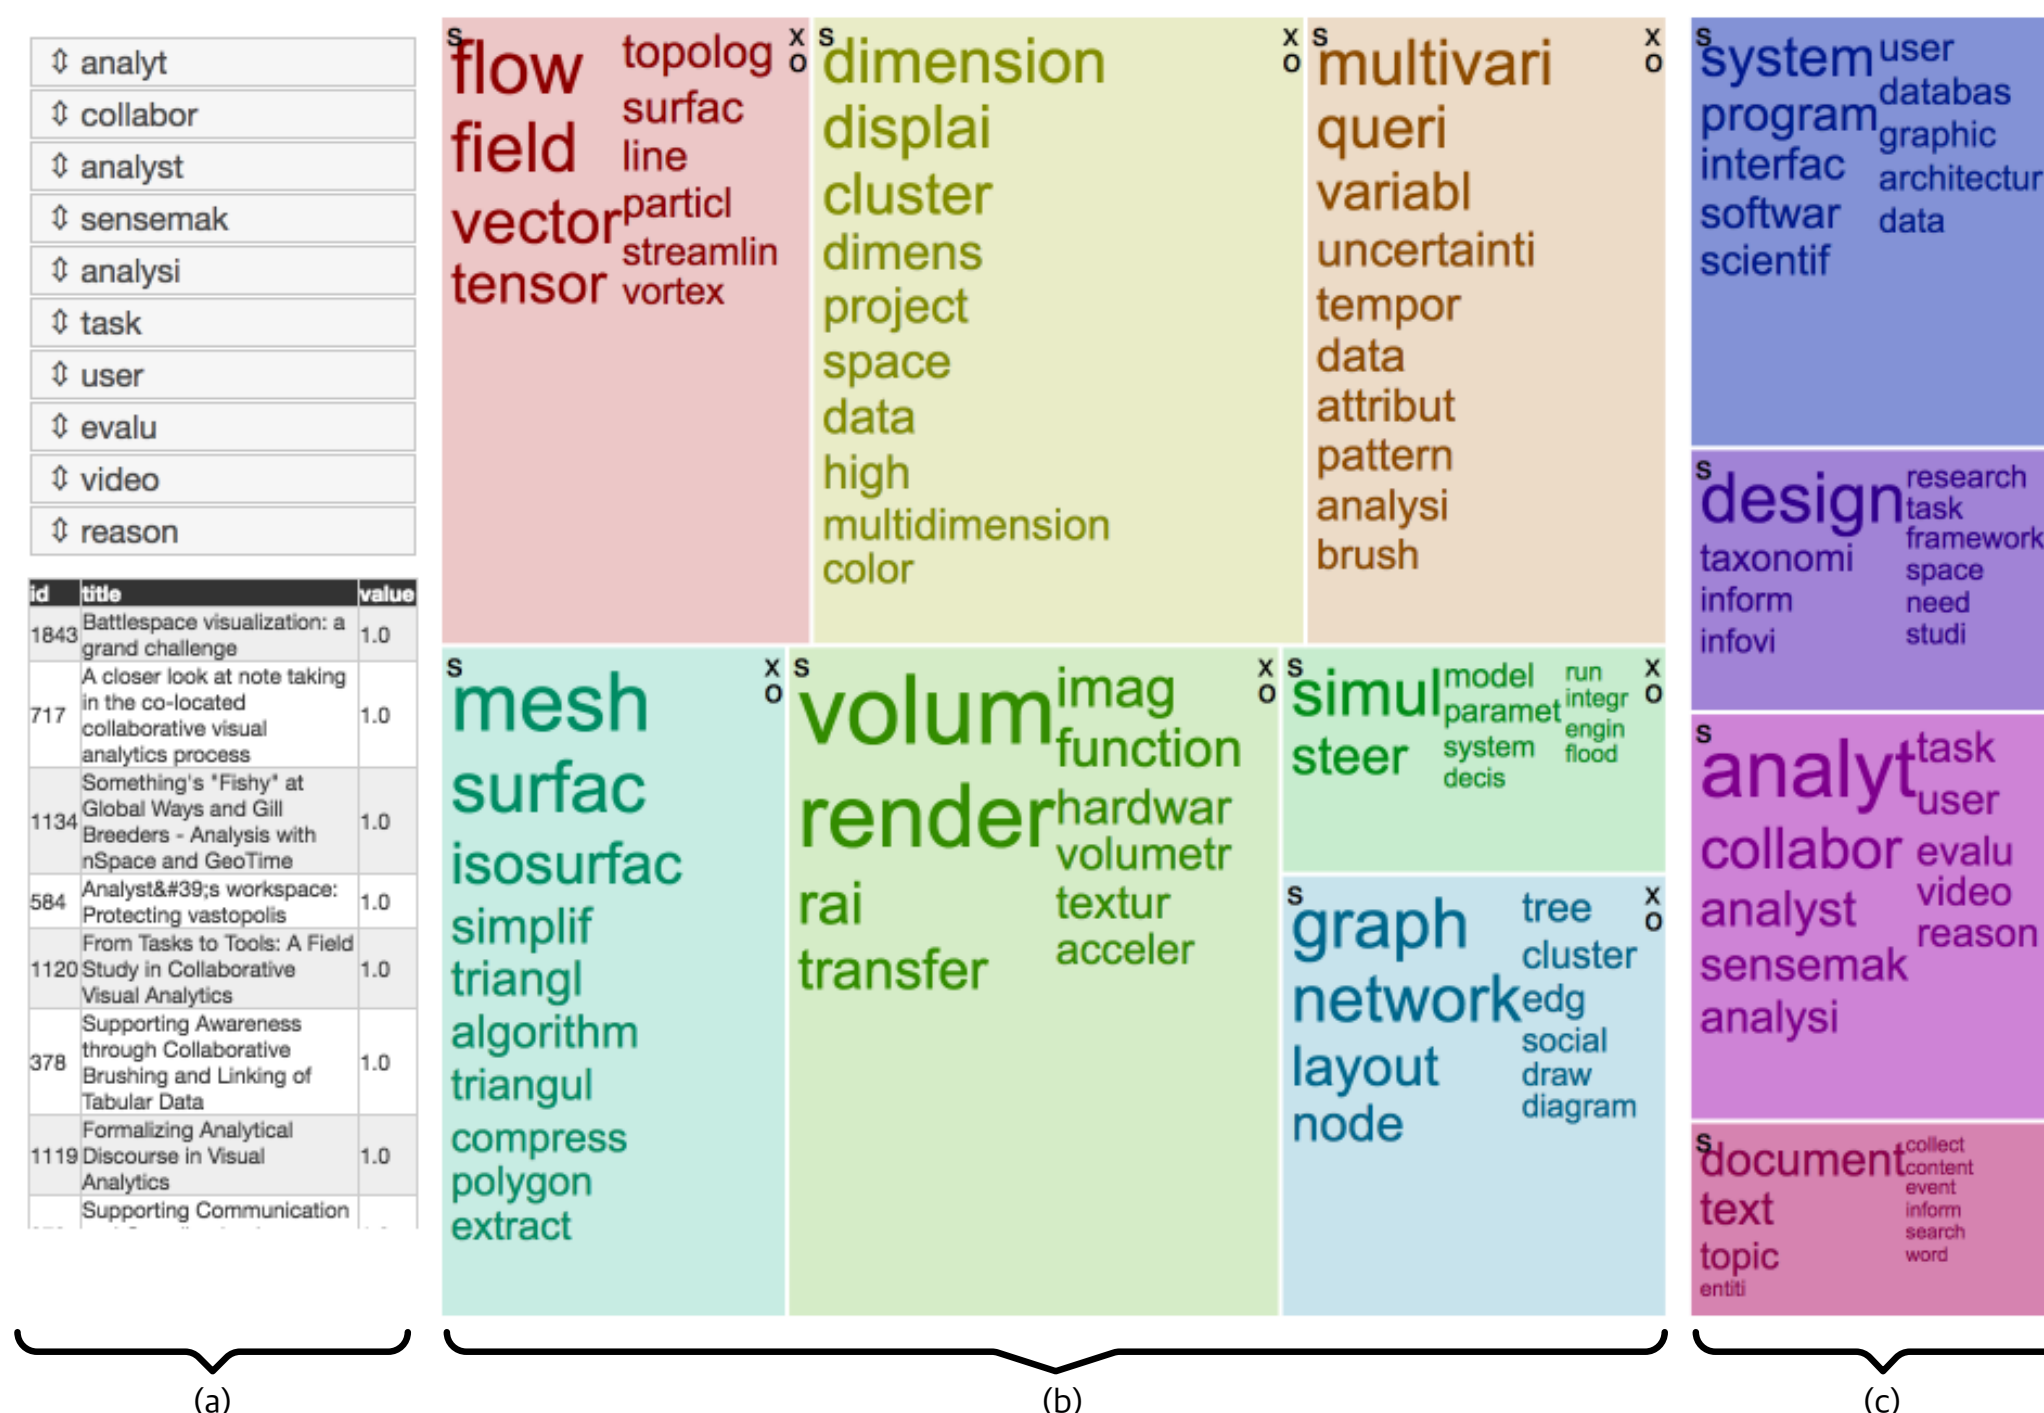 ⇕ analyt
⇕ collabor
⇕ analyst
⇕ sensemak
⇕ analysi
⇕ task
⇕ user
⇕ evalu
⇕ video
⇕ reason
id title value
1843 Battlespace visualization: a grand challenge 1.0
717 A closer look at note taking in the co-located collaborative visual analytics process 1.0
1134 Something's "Fishy" at Global Ways and Gill Breeders - Analysis with nSpace and GeoTime 1.0
584 Analyst&#39;s workspace: Protecting vastopolis 1.0
1120 From Tasks to Tools: A Field Study in Collaborative Visual Analytics 1.0
378 Supporting Awareness through Collaborative Brushing and Linking of Tabular Data 1.0
1119 Formalizing Analytical Discourse in Visual Analytics 1.0
Supporting Communication
(a)
S
X
O
flow
field
vector
tensor
topolog
surfac
line
particl
streamlin
vortex
S
X
O
dimension
displai
cluster
dimens
project
space
data
high
multidimension
color
S
X
O
multivari
queri
variabl
uncertainti
tempor
data
attribut
pattern
analysi
brush
S
X
O
mesh
surfac
isosurfac
simplif
triangl
algorithm
triangul
compress
polygon
extract
S
X
O
volum
render
rai
transfer
imag
function
hardwar
volumetr
textur
acceler
S
X
O
simul
steer
model
paramet
system
decis
run
integr
engin
flood
S
X
O
graph
network
layout
node
tree
cluster
edg
social
draw
diagram
(b)
S
system
program
interfac
softwar
scientif
user
databas
graphic
architectur
data
S
design
taxonomi
inform
infovi
research
task
framework
space
need
studi
S
analyt
collabor
analyst
sensemak
analysi
task
user
evalu
video
reason
S
document
text
topic
entiti
collect
content
event
inform
search
word
(c)